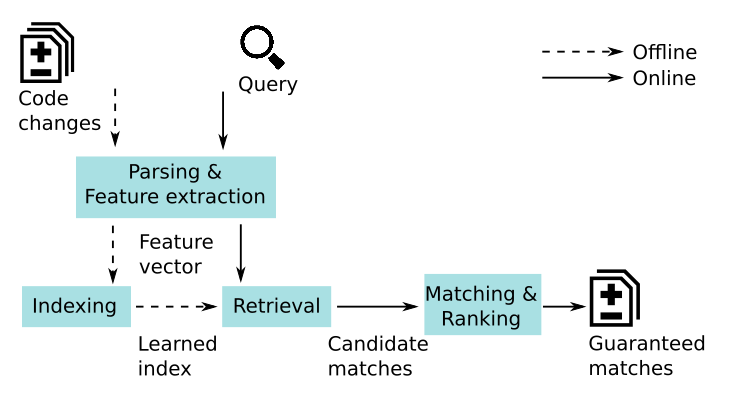 Code
changes
Query
Offline
Online
Parsing &
Feature extraction
Feature
vector
Indexing
Retrieval
Matching &
Ranking
Learned
index
Candidate
matches
Guaranteed
matches